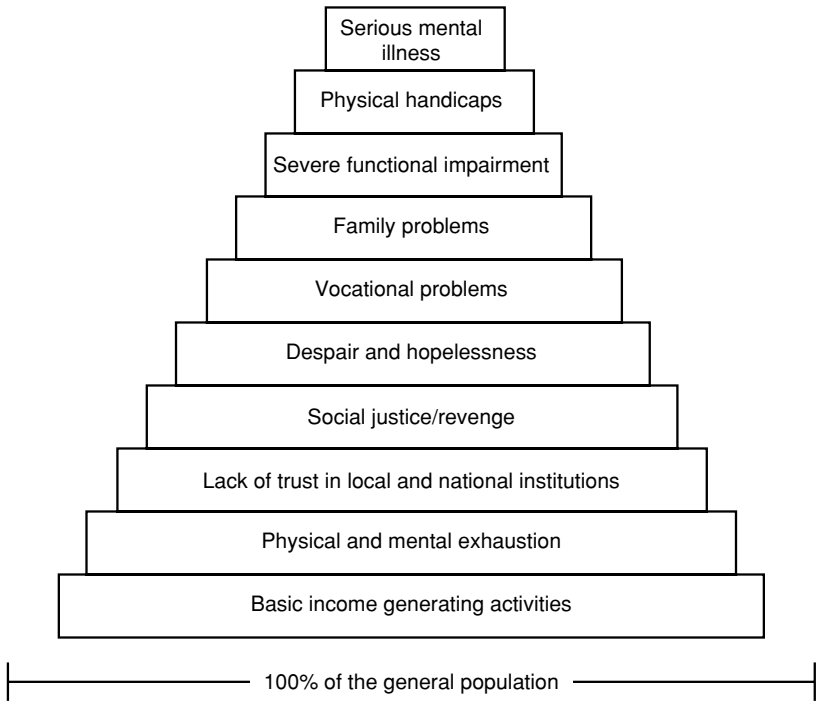 Serious mental
illness
Physical handicaps
Severe functional impairment
Family problems
Vocational problems
Despair and hopelessness
Social justice/revenge
Lack of trust in local and national institutions
Physical and mental exhaustion
Basic income generating activities
100% of the general population